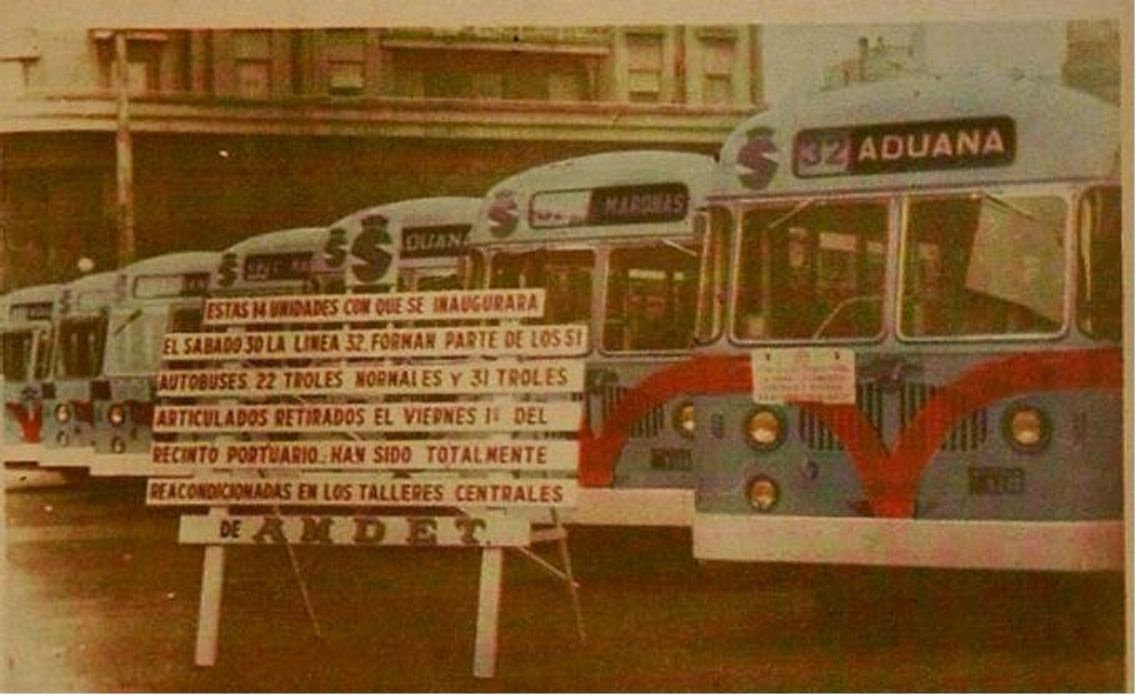 32 ADUANA
MAROÑAS
DUANA
ESTAS 14 UNIDADES CON QUE SE INAUGURARA
EL SABADO 30 LA LINEA 32, FORMAN PARTE DE LOS 51
AUTOBUSES, 22 TROLES NORMALES Y 31 TROLES
ARTICULADOS RETIRADOS EL VIERNES 1º DEL
RECINTO PORTUARIO. HAN SIDO TOTALMENTE
REACONDICIONADAS EN LOS TALLERES CENTRALES
DE AMDET.